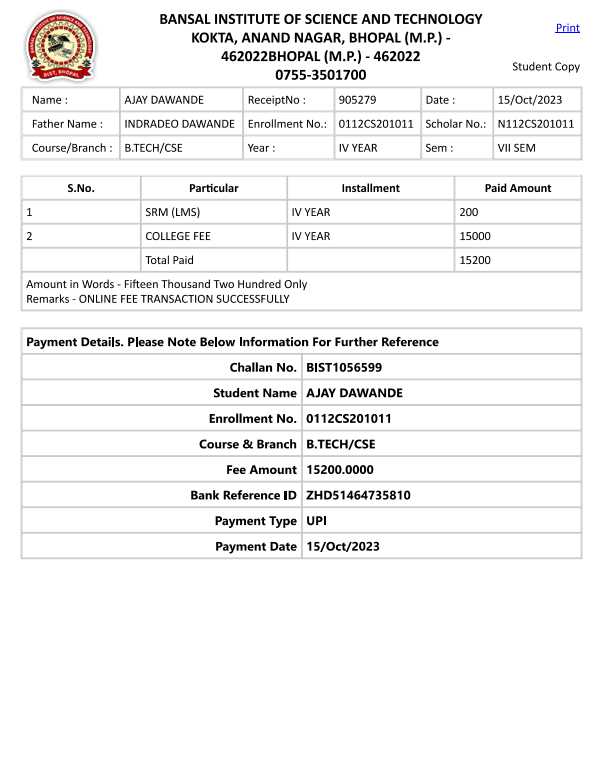 BANSAL INSTITUTE OF SCIENCE AND TECHNOLOGY
KOKTA, ANAND NAGAR, BHOPAL (M.P.) -
462022BHOPAL (M.P.) - 462022
0755-3501700
Print
Student Copy
BIST, BHOPAL
Name : AJAY DAWANDE ReceiptNo : 905279 Date : 15/Oct/2023
Father Name : INDRADEO DAWANDE Enrollment No.: 0112CS201011 Scholar No.: N112CS201011
Course/Branch : B.TECH/CSE Year : IV YEAR Sem : VII SEM
S.No. Particular Installment Paid Amount
1 SRM (LMS) IV YEAR 200
2 COLLEGE FEE IV YEAR 15000
Total Paid 15200
Amount in Words - Fifteen Thousand Two Hundred Only
Remarks - ONLINE FEE TRANSACTION SUCCESSFULLY
Payment Details. Please Note Below Information For Further Reference
Challan No. BIST1056599
Student Name AJAY DAWANDE
Enrollment No. 0112CS201011
Course & Branch B.TECH/CSE
Fee Amount 15200.0000
Bank Reference ID ZHD51464735810
Payment Type UPI
Payment Date 15/Oct/2023